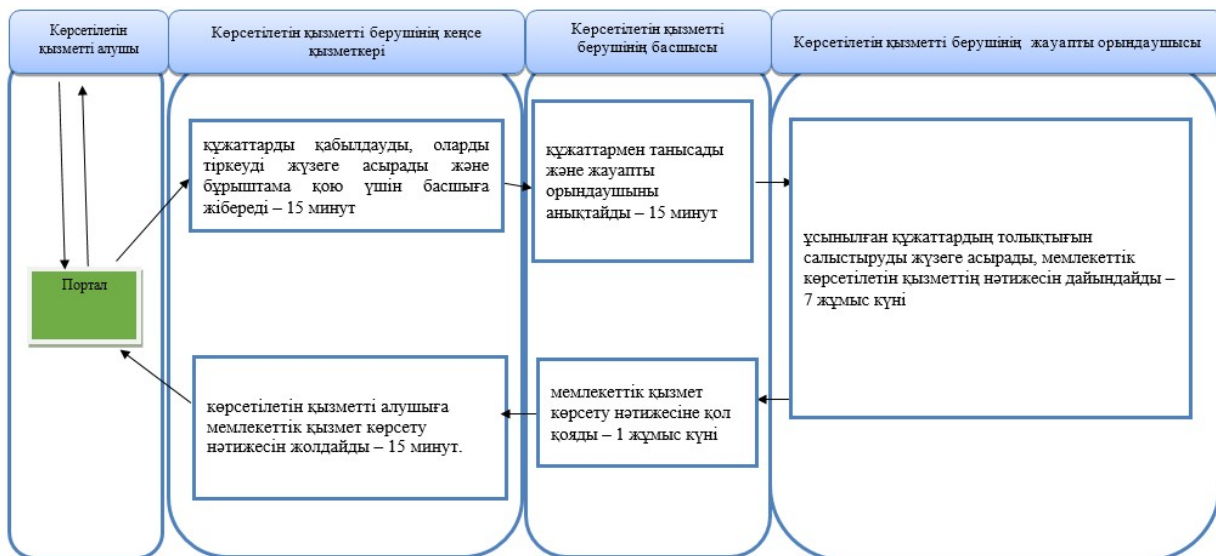 Көрсетілетін
қызметті алушы
Көрсетілетін қызметті берушінің кеңсе
қызметкері
Көрсетілетін қызметті
берушінің басшысы
Көрсетілетін қызметті берушінің жауапты орындаушысы
құжаттарды қабылдауды, оларды
тіркеуді жүзеге асырады және
бұрыштама қою үшін басшыға
жібереді – 15 минут
құжаттармен танысады
және жауапты
орындаушыны
анықтайды – 15 минут
ұсынылған құжаттардың толықтығын
салыстыруды жүзеге асырады, мемлекеттік
көрсетілетін қызметтің нәтижесін дайындайды –
7 жұмыс күні
Портал
көрсетілетін қызметті алушыға
мемлекеттік қызмет көрсету
нәтижесін жолдайды – 15 минут.
мемлекеттік қызмет
көрсету нәтижесіне қол
қояды – 1 жұмыс күні